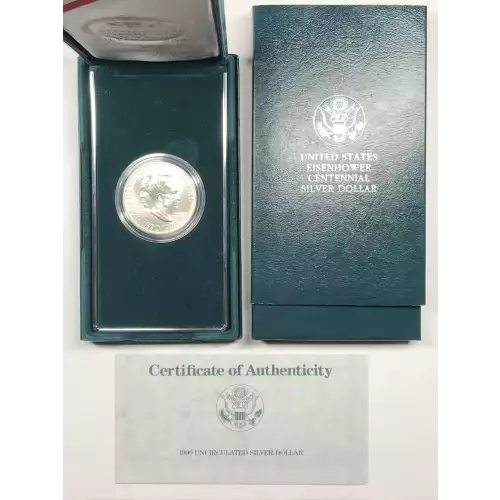 UNITED STATES
EISENHOWER
CENTENNIAL
SILVER DOLLAR
Certificate of Authenticity
1990 UNCIRCULATED SILVER DOLLAR